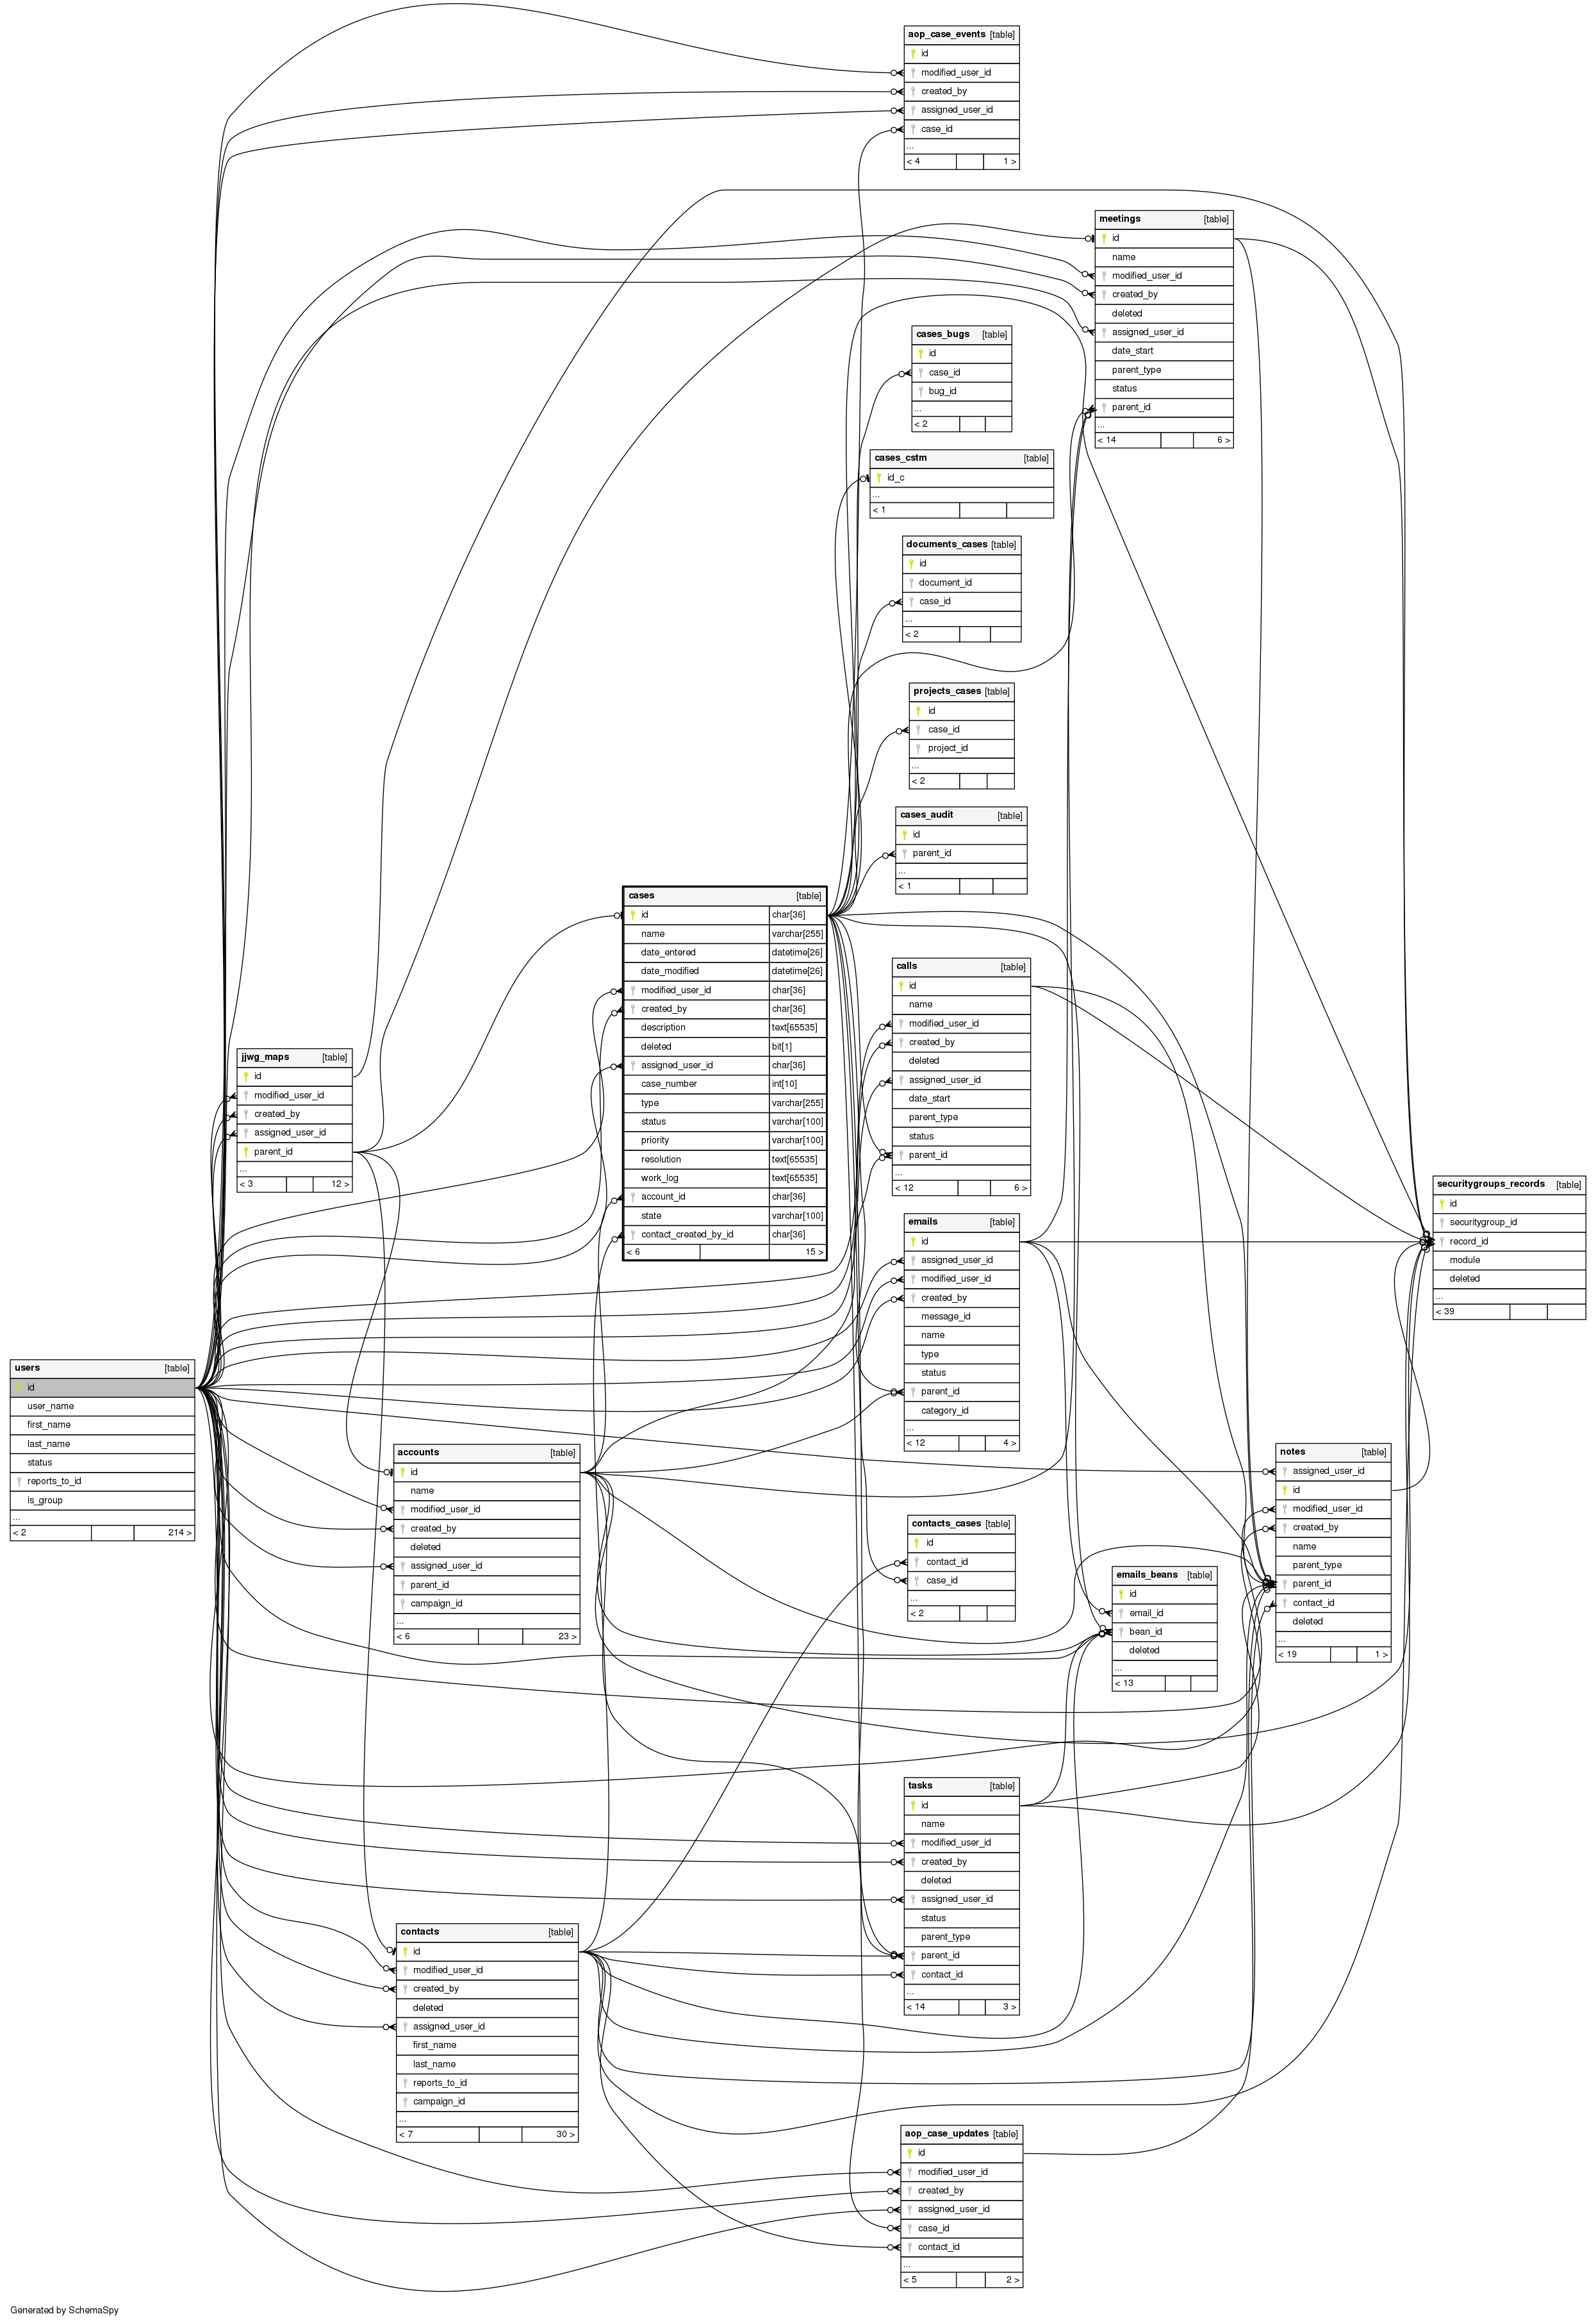 aop_case_events [table]
id
modified_user_id
created_by
assigned_user_id
case_id
...
< 4 1 >
meetings [table]
id
name
modified_user_id
created_by
deleted
assigned_user_id
date_start
parent_type
status
parent_id
...
< 14 6 >
cases_bugs [table]
id
case_id
bug_id
...
< 2
cases_cstm [table]
id_c
...
< 1
documents_cases [table]
id
document_id
case_id
...
< 2
projects_cases [table]
id
case_id
project_id
...
< 2
cases_audit [table]
id
parent_id
...
< 1
cases [table]
id char[36]
name varchar[255]
date_entered datetime[26]
date_modified datetime[26]
modified_user_id char[36]
created_by char[36]
description text[65535]
deleted bit[1]
assigned_user_id char[36]
case_number int[10]
type varchar[255]
status varchar[100]
priority varchar[100]
resolution text[65535]
work_log text[65535]
account_id char[36]
state varchar[100]
contact_created_by_id char[36]
< 6 15 >
calls [table]
id
name
modified_user_id
created_by
deleted
assigned_user_id
date_start
parent_type
status
parent_id
...
< 12 6 >
jjwg_maps [table]
id
modified_user_id
created_by
assigned_user_id
parent_id
...
< 3 12 >
securitygroups_records [table]
id
securitygroup_id
record_id
module
deleted
...
< 39
emails [table]
id
assigned_user_id
modified_user_id
created_by
message_id
name
type
status
parent_id
category_id
...
< 12 4 >
users [table]
id
user_name
first_name
last_name
status
reports_to_id
is_group
...
< 2 214 >
accounts [table]
id
name
modified_user_id
created_by
deleted
assigned_user_id
parent_id
campaign_id
...
< 6 23 >
notes [table]
assigned_user_id
id
modified_user_id
created_by
name
parent_type
parent_id
contact_id
deleted
...
< 19 1 >
contacts_cases [table]
id
contact_id
case_id
...
< 2
emails_beans [table]
id
email_id
bean_id
deleted
...
< 13
tasks [table]
id
name
modified_user_id
created_by
deleted
assigned_user_id
status
parent_type
parent_id
contact_id
...
< 14 3 >
contacts [table]
id
modified_user_id
created_by
deleted
assigned_user_id
first_name
last_name
reports_to_id
campaign_id
...
< 7 30 >
aop_case_updates [table]
id
modified_user_id
created_by
assigned_user_id
case_id
contact_id
...
< 5 2 >
Generated by SchemaSpy